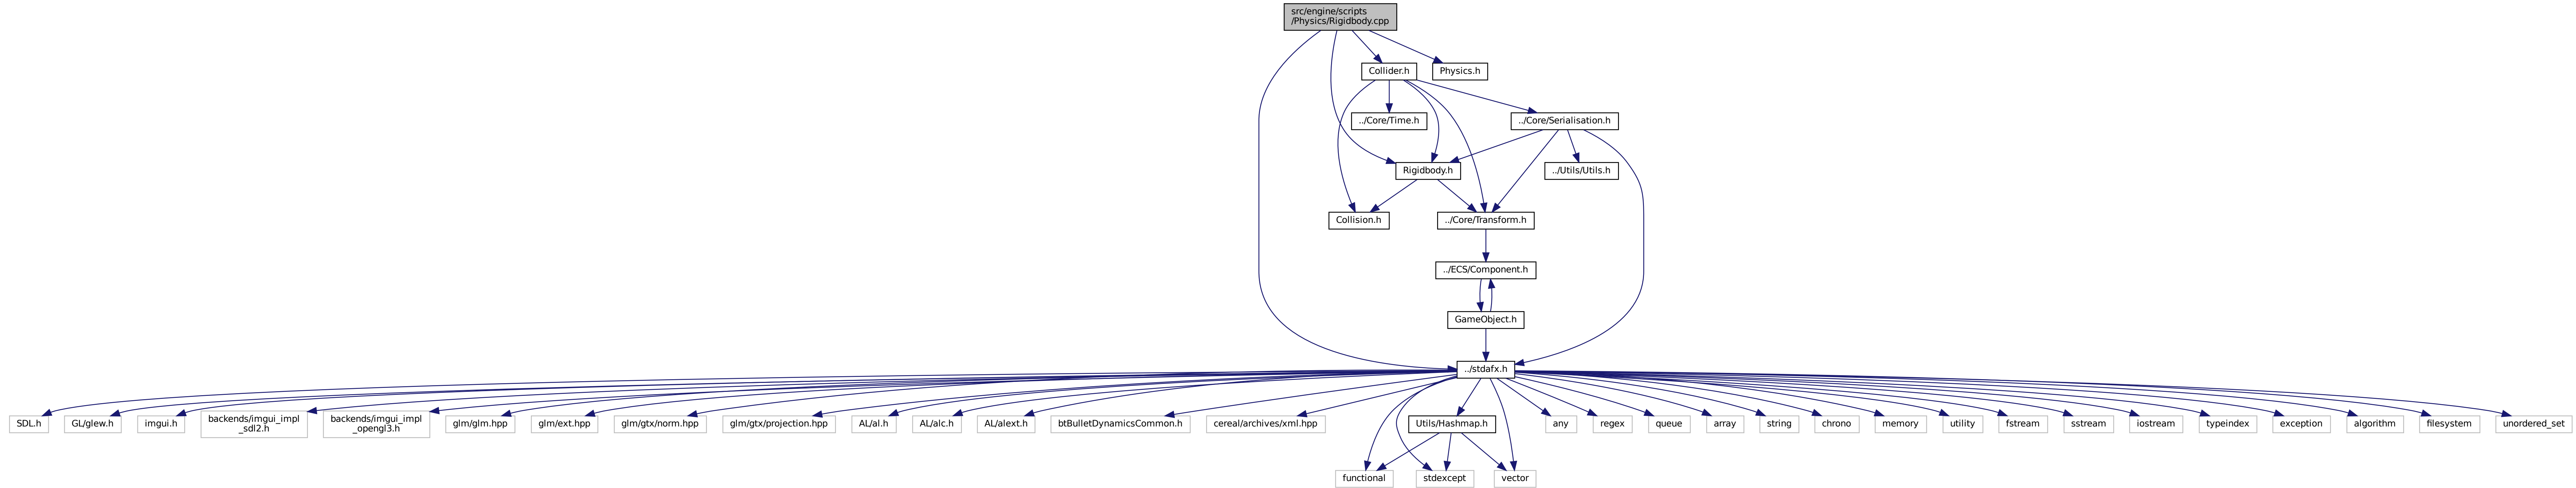 src/engine/scripts
/Physics/Rigidbody.cpp
Collider.h
Physics.h
../Core/Time.h
../Core/Serialisation.h
Rigidbody.h
../Utils/Utils.h
Collision.h
../Core/Transform.h
../ECS/Component.h
GameObject.h
../stdafx.h
SDL.h
GL/glew.h
imgui.h
backends/imgui_impl
_sdl2.h
backends/imgui_impl
_opengl3.h
glm/glm.hpp
glm/ext.hpp
glm/gtx/norm.hpp
glm/gtx/projection.hpp
AL/al.h
AL/alc.h
AL/alext.h
btBulletDynamicsCommon.h
cereal/archives/xml.hpp
Utils/Hashmap.h
any
regex
queue
array
string
chrono
memory
utility
fstream
sstream
iostream
typeindex
exception
algorithm
filesystem
unordered_set
functional
stdexcept
vector